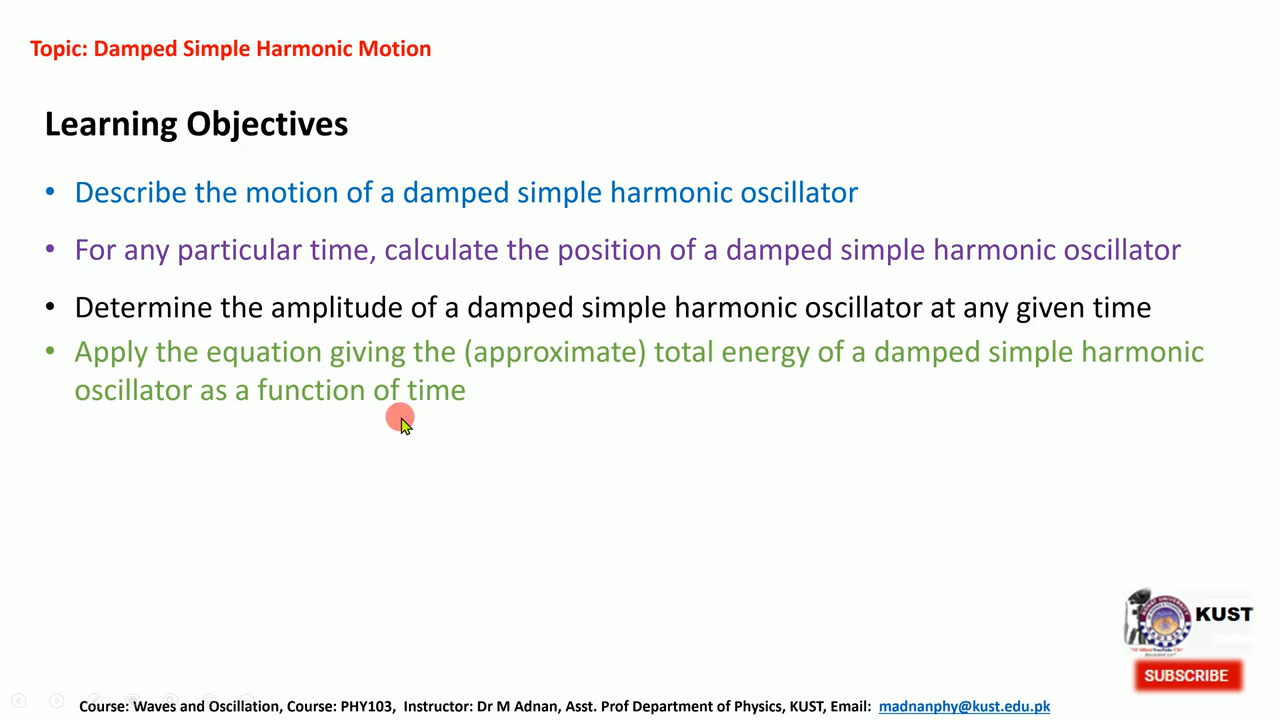 Topic: Damped Simple Harmonic Motion
Learning Objectives
• Describe the motion of a damped simple harmonic oscillator
• For any particular time, calculate the position of a damped simple harmonic oscillator
• Determine the amplitude of a damped simple harmonic oscillator at any given time
• Apply the equation giving the (approximate) total energy of a damped simple harmonic
oscillator as a function of time
KUST
SUBSCRIBE
Course: Waves and Oscillation, Course: PHY103, Instructor: Dr M Adnan, Asst. Prof Department of Physics, KUST, Email: madnanphy@kust.edu.pk